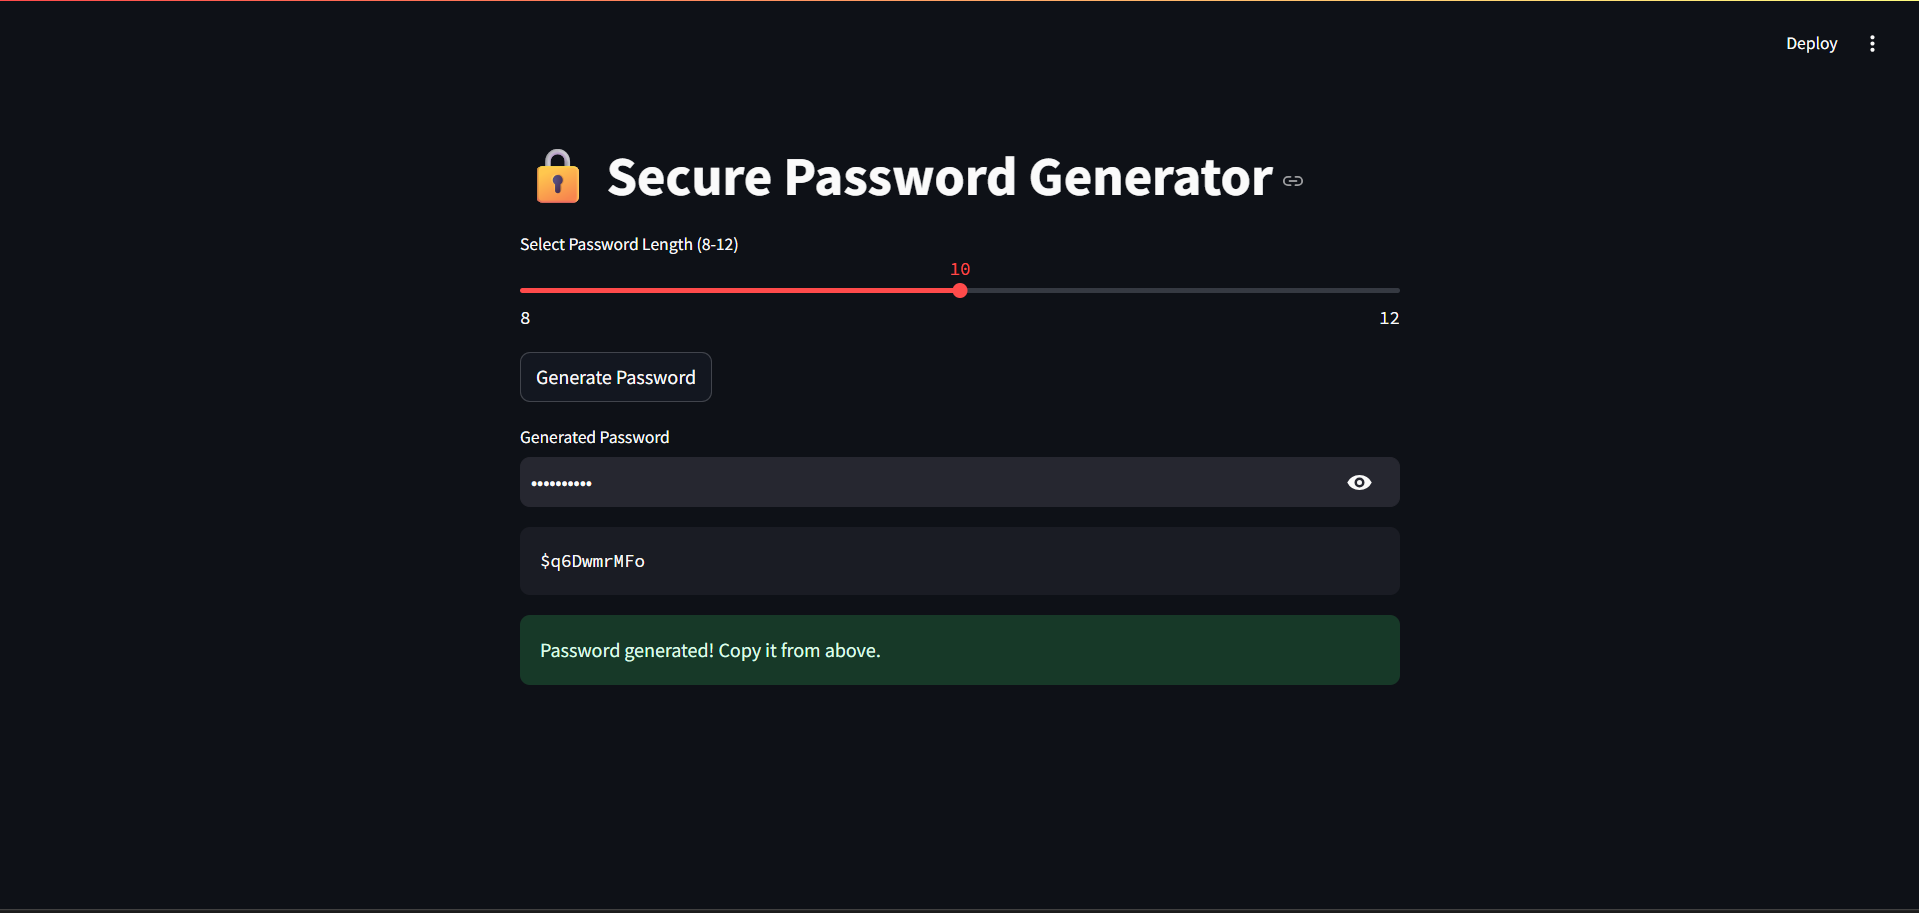 Deploy
Secure Password Generator
Select Password Length (8-12)
10
8 12
Generate Password
Generated Password
••••••••••
$q6DwmrMFo
Password generated! Copy it from above.